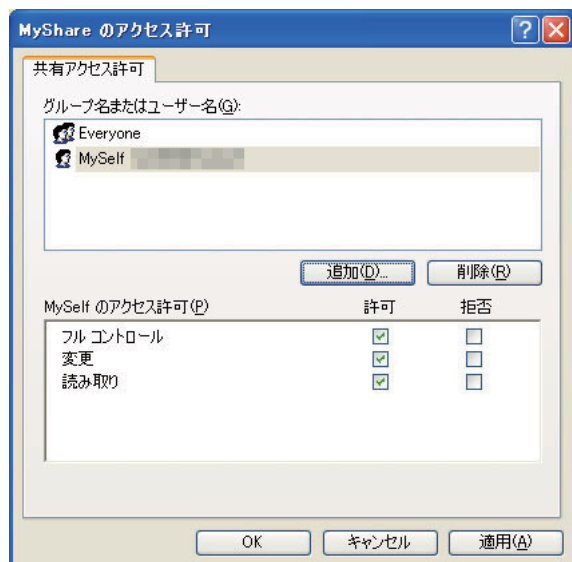 MyShare のアクセス許可
共有アクセス許可
グループ名またはユーザー名(G):
Everyone
MySelf
追加(D)... 削除(R)
MySelf のアクセス許可(P) 許可 拒否
フル コントロール
変更
読み取り
OK キャンセル 適用(A)